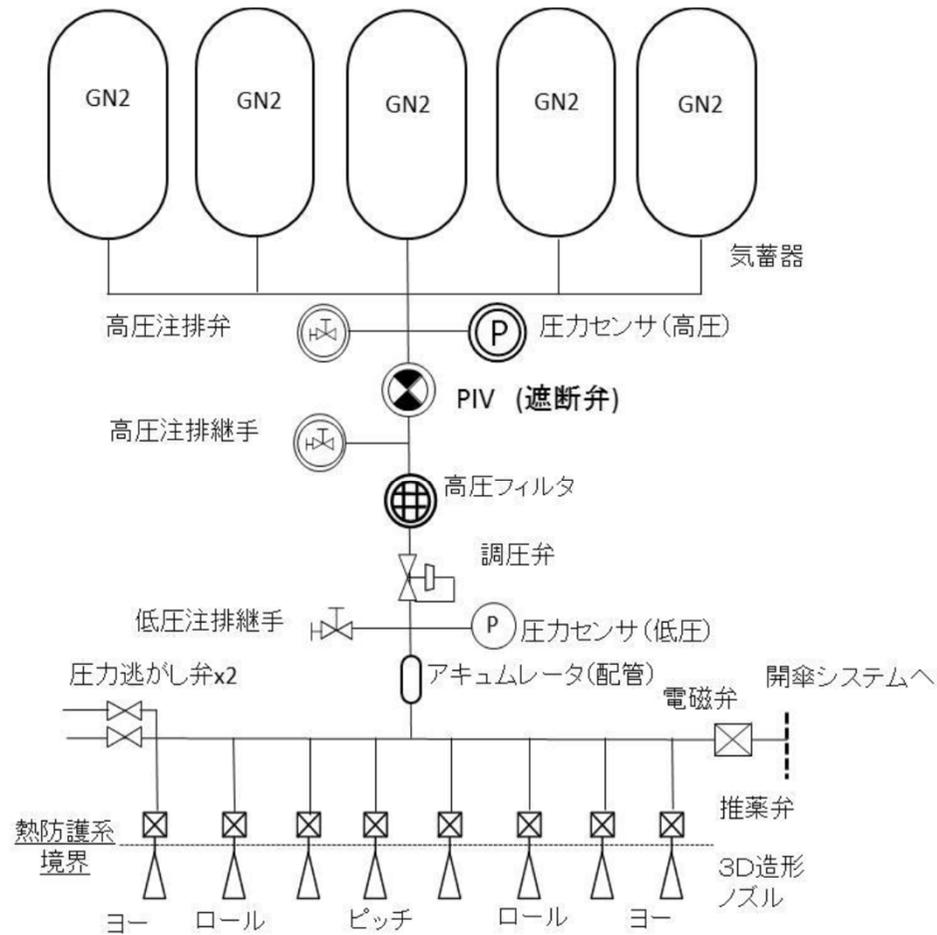 GN2
GN2
GN2
GN2
GN2
気蓄器
高圧注排弁
P
圧力センサ(高圧)
PIV (遮断弁)
高圧注排継手
高圧フィルタ
調圧弁
低圧注排継手
P
圧力センサ(低圧)
圧力逃がし弁x2
アキュムレータ(配管)
電磁弁
開傘システムへ
推薬弁
熱防護系
境界
3D造形
ノズル
ヨー
ロール
ピッチ
ロール
ヨー